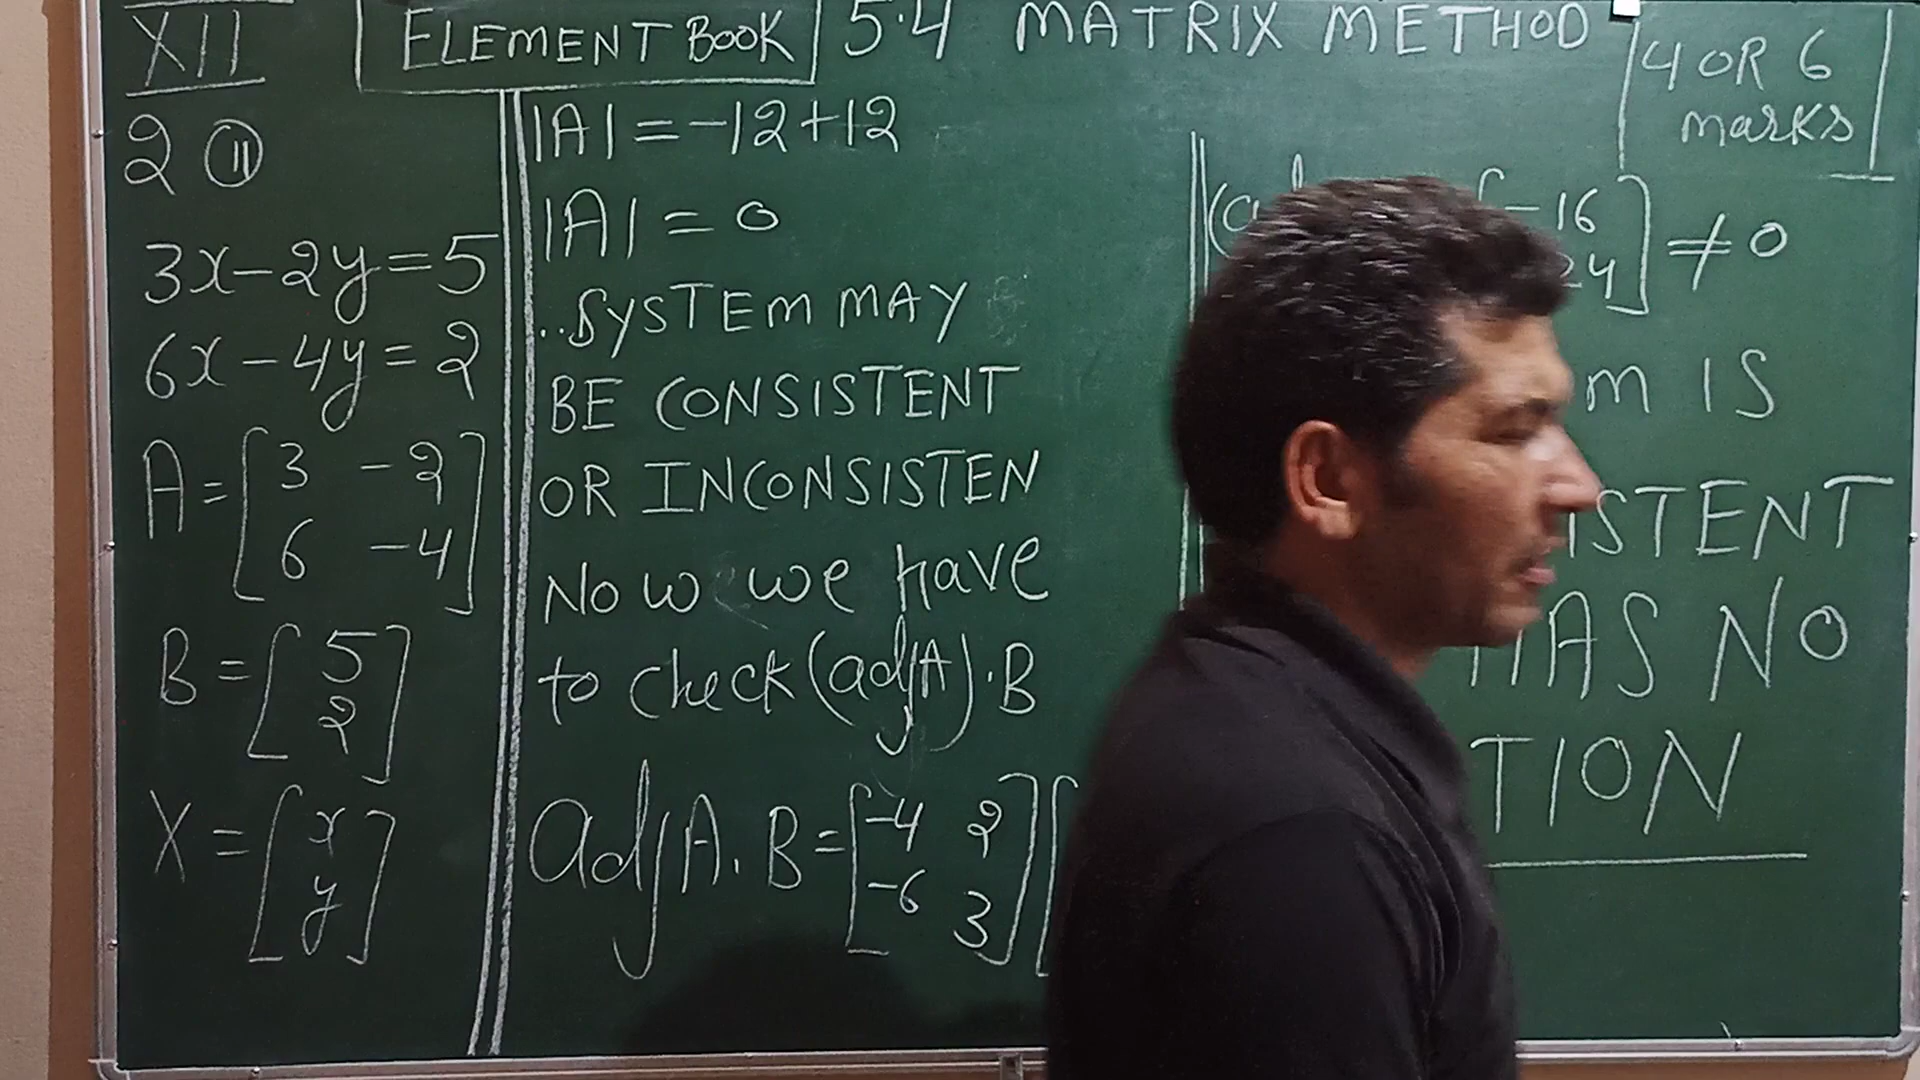 XII
ELEMENT BOOK 5.4 MATRIX METHOD
4 OR 6
marks
2 (ii)
3x-2y=5
6x-4y=2
A=[3 -2
6 -4]
B=[5
2]
X=[x
y]
|A|=-12+12
|A|=0
..SYSTEM MAY
BE CONSISTENT
OR INCONSISTEN
Now we have
to check (adjA).B
adjA.B=[-4 2
-6 3][
-16
24] ≠0
M IS
ISTENT
HAS NO
TION